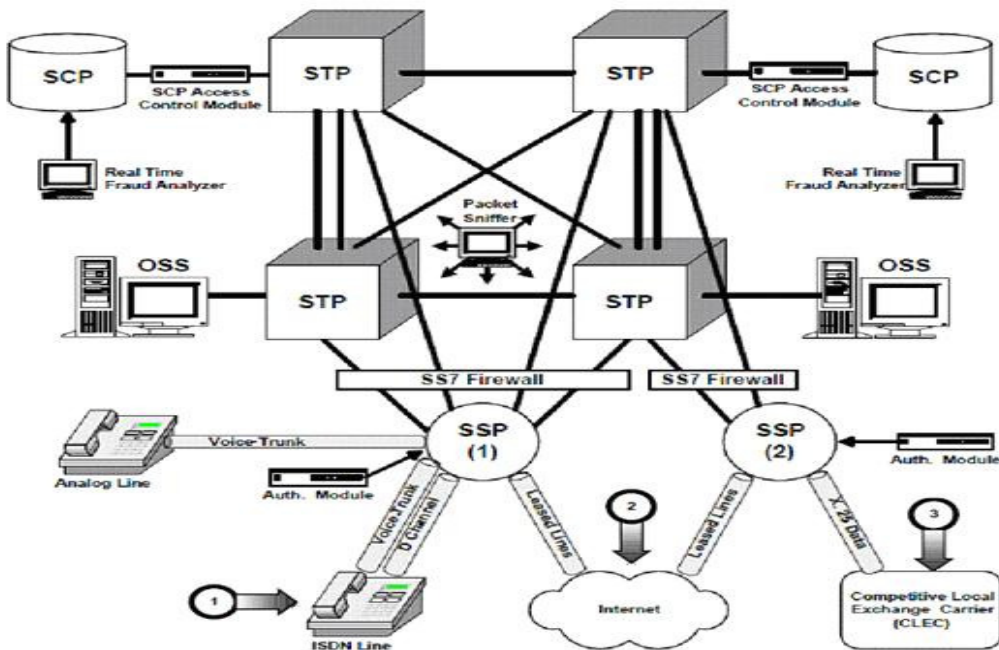 SCP
SCP Access
Control Module
STP
STP
SCP Access
Control Module
SCP
Real Time
Fraud Analyzer
Packet
Sniffer
Real Time
Fraud Analyzer
OSS
STP
STP
OSS
SS7 Firewall
SS7 Firewall
Voice-Trunk
Analog Line
SSP
(1)
SSP
(2)
Auth. Module
Auth. Module
Voice-Trunk
D Channel
Leased Lines
Leased Lines
X. 25 Data
1
2
3
ISDN Line
Internet
Competitive Local
Exchange Carrier
(CLEC)